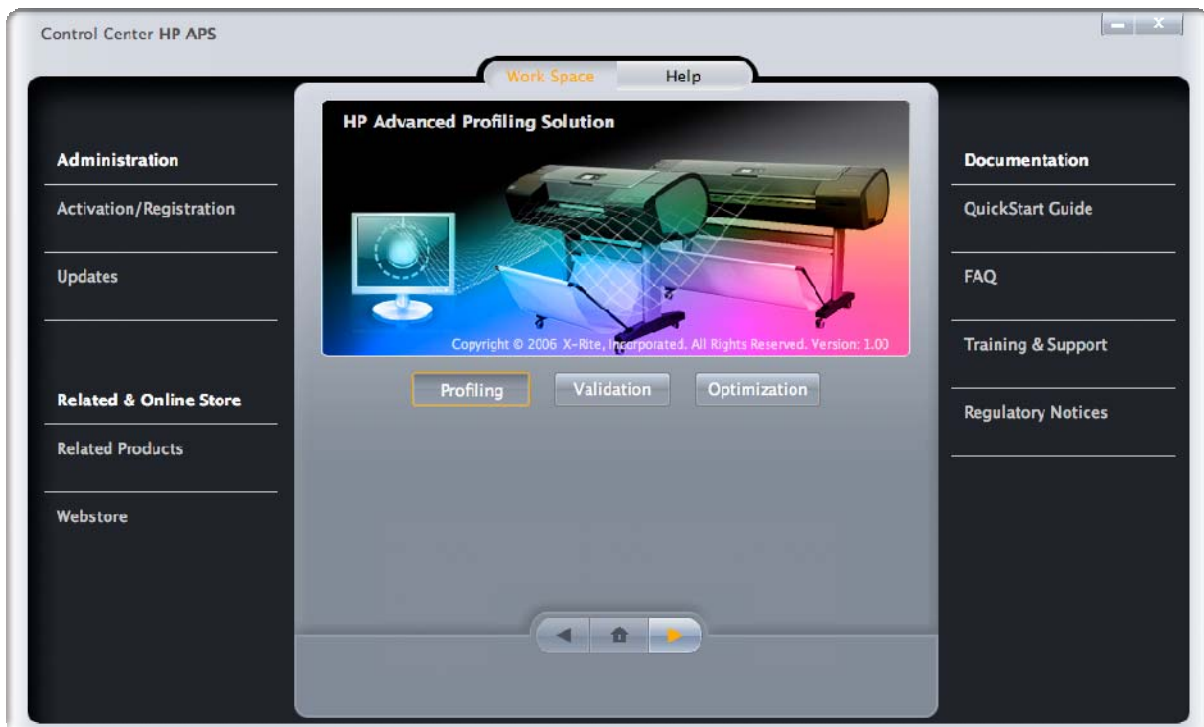 Control Center HP APS
Work Space
Help
Administration
Activation/Registration
Updates
Related & Online Store
Related Products
Webstore
HP Advanced Profiling Solution
Copyright © 2006 X-Rite, Incorporated. All Rights Reserved. Version: 1.00
Profiling
Validation
Optimization
Documentation
QuickStart Guide
FAQ
Training & Support
Regulatory Notices